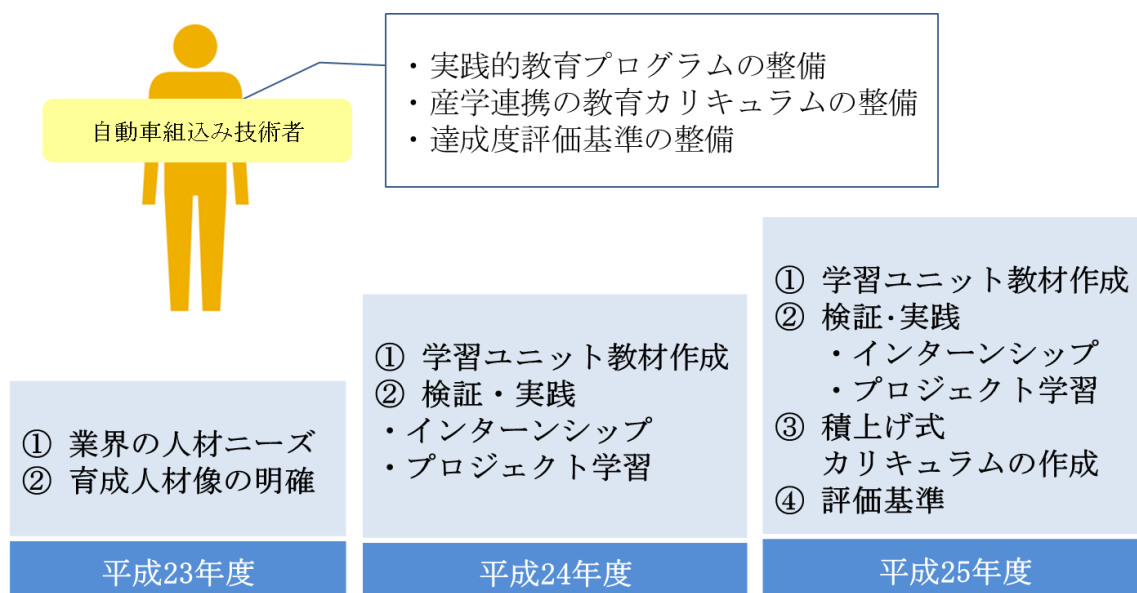 ・実践的教育プログラムの整備
・産学連携の教育カリキュラムの整備
・達成度評価基準の整備
自動車組込み技術者
① 業界の人材ニーズ
② 育成人材像の明確
平成23年度
① 学習ユニット教材作成
② 検証・実践
・インターンシップ
・プロジェクト学習
平成24年度
① 学習ユニット教材作成
② 検証・実践
・インターンシップ
・プロジェクト学習
③ 積上げ式
カリキュラムの作成
④ 評価基準
平成25年度